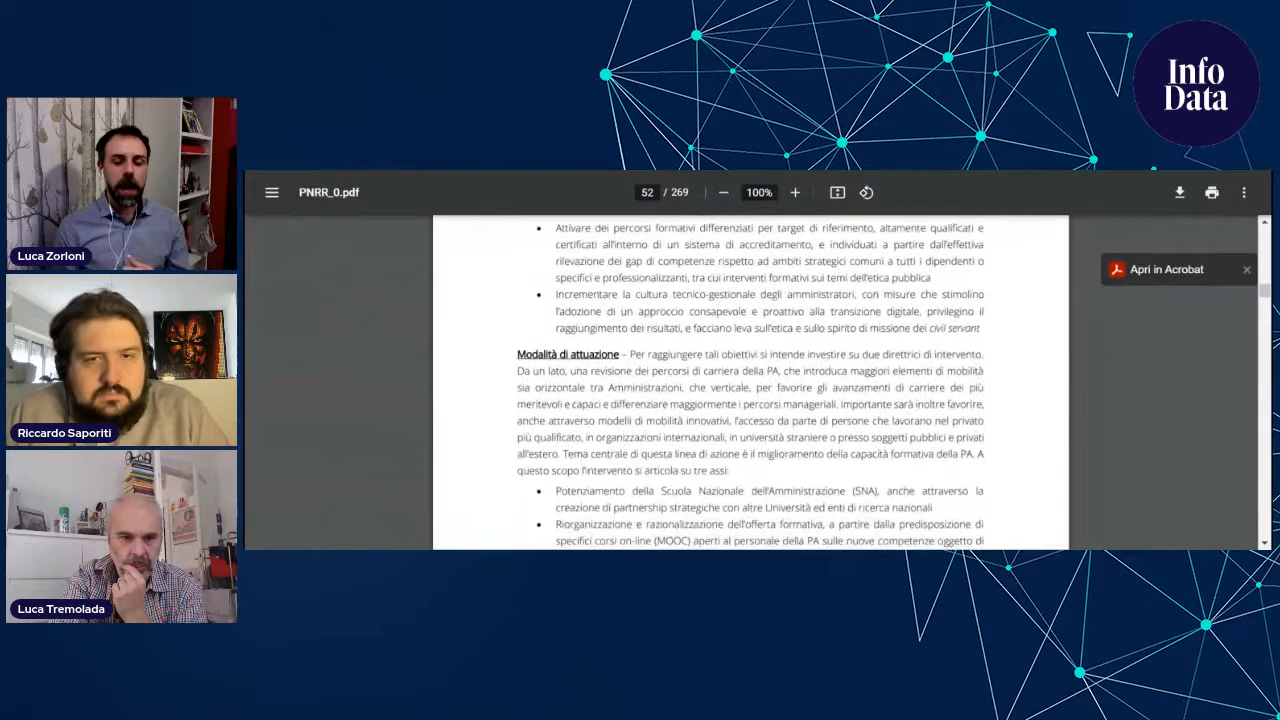 Info
Data
PNRR_0.pdf
52 / 269
100%
Apri in Acrobat
Attivare dei percorsi formativi differenziati per target di riferimento, altamente qualificati e
certificati all'interno di un sistema di accreditamento, e individuati a partire dall'effettiva
rilevazione dei gap di competenze rispetto ad ambiti strategici comuni a tutti i dipendenti o
specifici e professionalizzanti, tra cui interventi formativi sui temi dell'etica pubblica
Incrementare la cultura tecnico-gestionale degli amministratori, con misure che stimolino
l'adozione di un approccio consapevole e proattivo alla transizione digitale, privilegino il
raggiungimento dei risultati, e facciano leva sull'etica e sullo spirito di missione dei civil servant
Modalità di attuazione – Per raggiungere tali obiettivi si intende investire su due direttrici di intervento.
Da un lato, una revisione dei percorsi di carriera della PA, che introduca maggiori elementi di mobilità
sia orizzontale tra Amministrazioni, che verticale, per favorire gli avanzamenti di carriere dei più
meritevoli e capaci e differenziare maggiormente i percorsi manageriali. Importante sarà inoltre favorire,
anche attraverso modelli di mobilità innovativi, l'accesso da parte di persone che lavorano nel privato
più qualificato, in organizzazioni internazionali, in università straniere o presso soggetti pubblici e privati
all'estero. Tema centrale di questa linea di azione è il miglioramento della capacità formativa della PA. A
questo scopo l'intervento si articola su tre assi:
Potenziamento della Scuola Nazionale dell'Amministrazione (SNA), anche attraverso la
creazione di partnership strategiche con altre Università ed enti di ricerca nazionali
Riorganizzazione e razionalizzazione dell'offerta formativa, a partire dalla predisposizione di
specifici corsi on-line (MOOC) aperti al personale della PA sulle nuove competenze oggetto di
Luca Zorloni
Riccardo Saporiti
Luca Tremolada